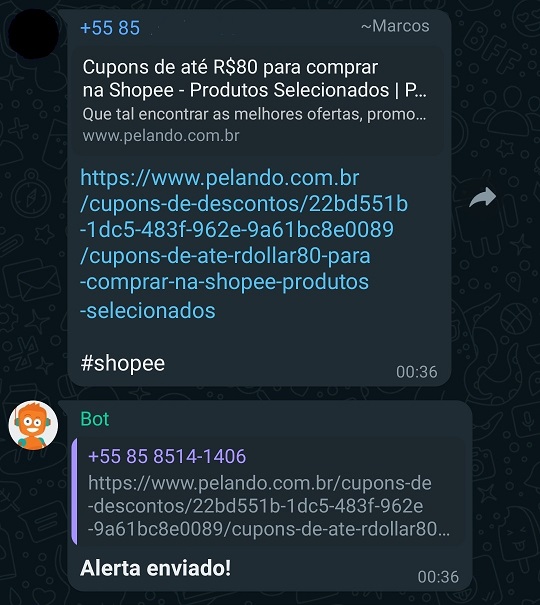 +55 85
~Marcos
Cupons de até R$80 para comprar
na Shopee - Produtos Selecionados | P...
Que tal encontrar as melhores ofertas, promo...
www.pelando.com.br
https://www.pelando.com.br
/cupons-de-descontos/22bd551b
-1dc5-483f-962e-9a61bc8e0089
/cupons-de-ate-rdollar80-para
-comprar-na-shopee-produtos
-selecionados
#shopee
00:36
Bot
+55 85 8514-1406
https://www.pelando.com.br/cupons-de
-descontos/22bd551b-1dc5-483f-962e
-9a61bc8e0089/cupons-de-ate-rdollar80...
Alerta enviado!
00:36